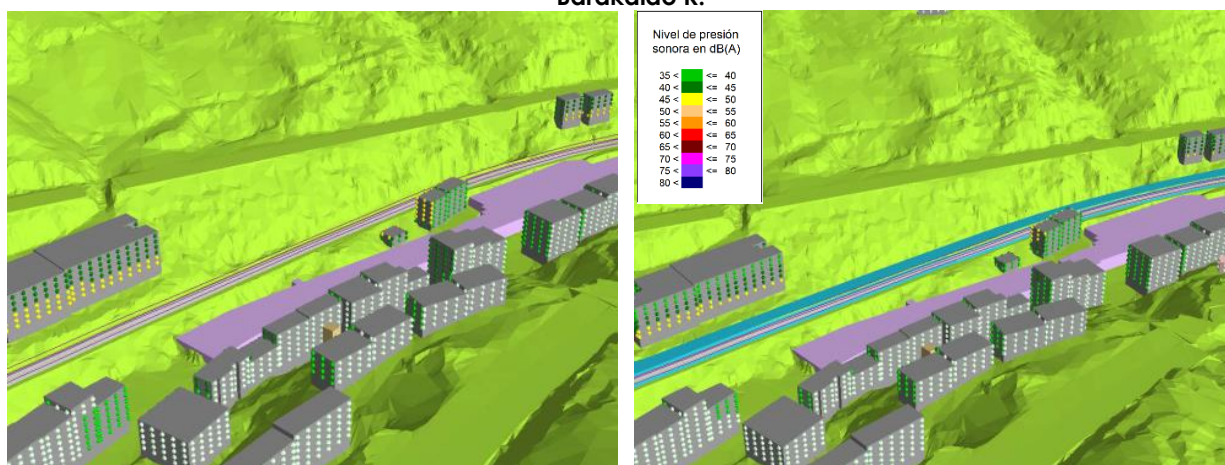 Barakaldo R.
Nivel de presión
sonora en dB(A)
35 < <= 40
40 < <= 45
45 < <= 50
50 < <= 55
55 < <= 60
60 < <= 65
65 < <= 70
70 < <= 75
75 < <= 80
80 <